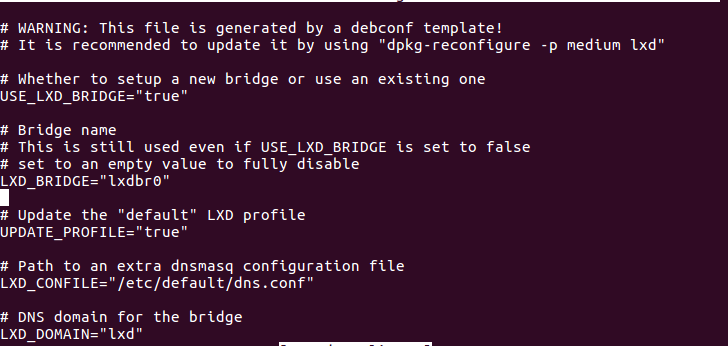 # WARNING: This file is generated by a debconf template!
# It is recommended to update it by using "dpkg-reconfigure -p medium lxd"
# Whether to setup a new bridge or use an existing one
USE_LXD_BRIDGE="true"
# Bridge name
# This is still used even if USE_LXD_BRIDGE is set to false
# set to an empty value to fully disable
LXD_BRIDGE="lxdbr0"
# Update the "default" LXD profile
UPDATE_PROFILE="true"
# Path to an extra dnsmasq configuration file
LXD_CONFILE="/etc/default/dns.conf"
# DNS domain for the bridge
LXD_DOMAIN="lxd"